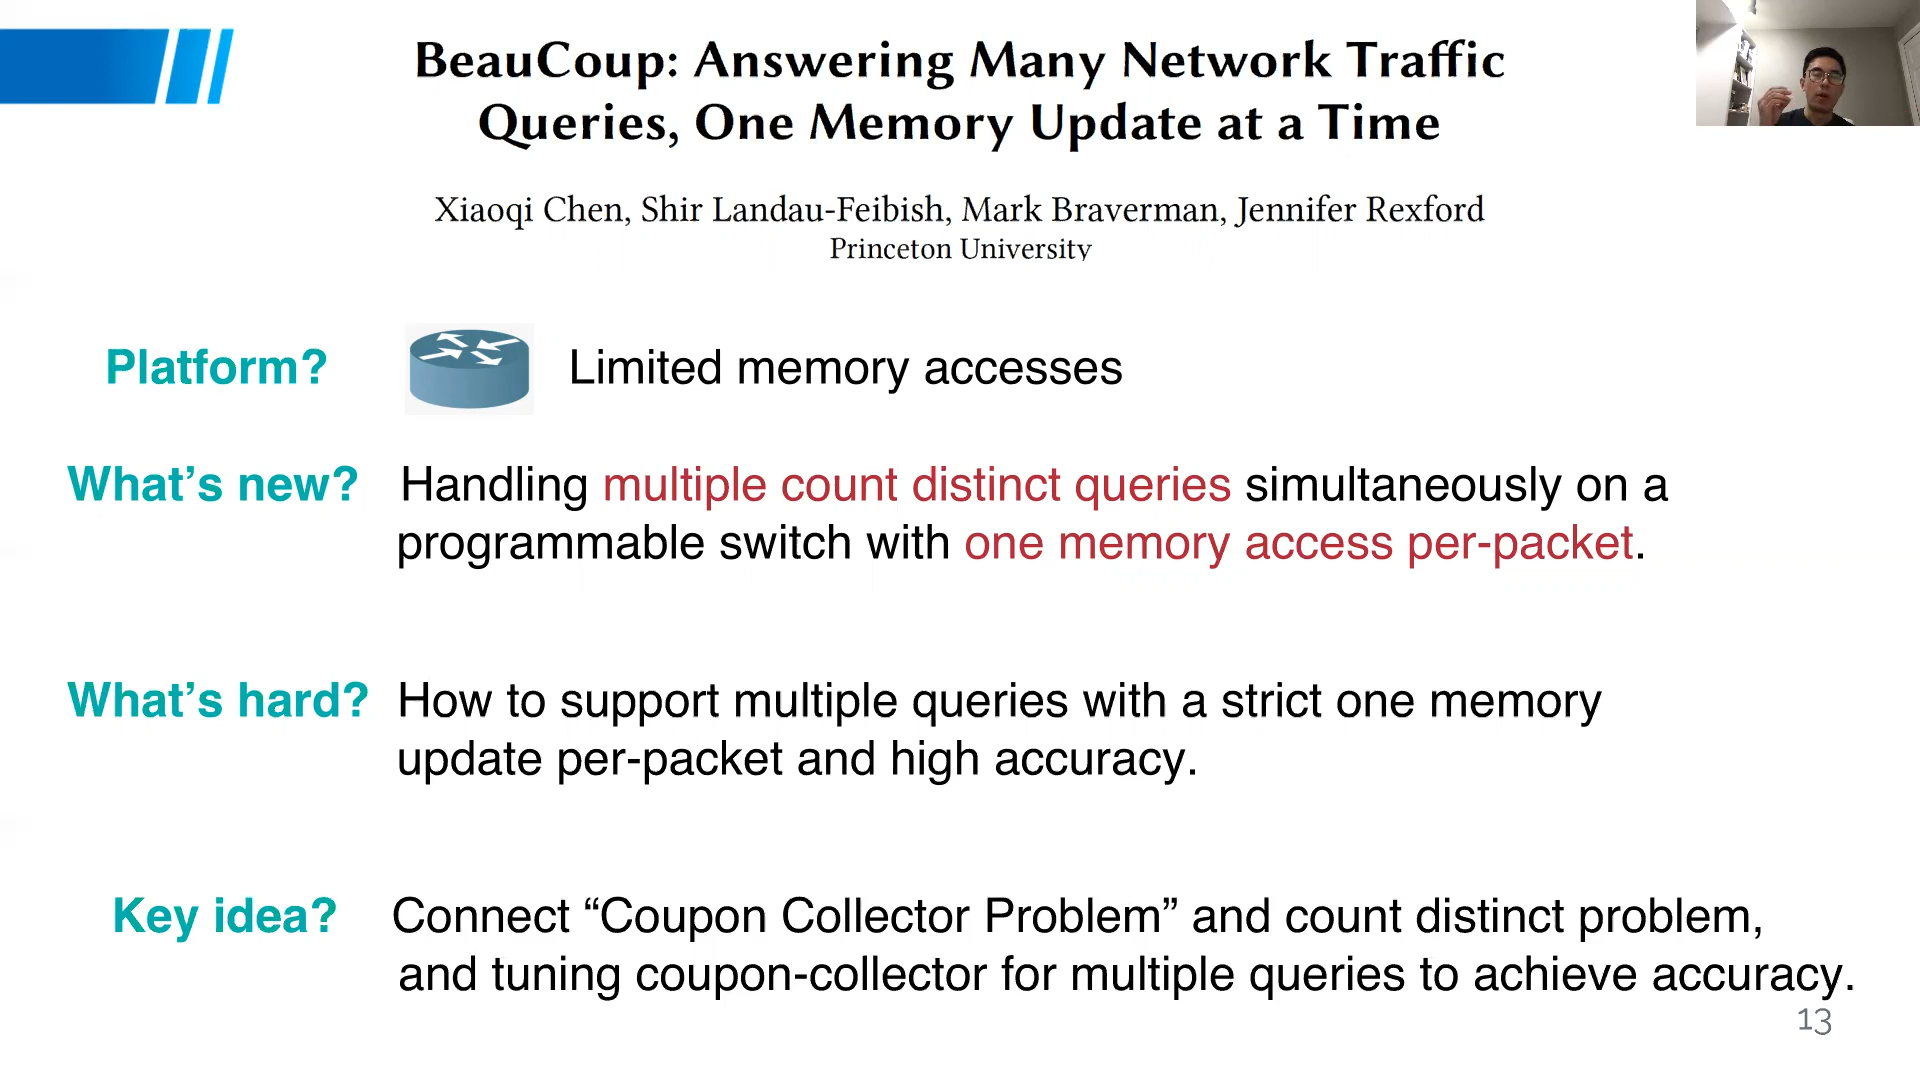 BeauCoup: Answering Many Network Traffic
Queries, One Memory Update at a Time
Xiaoqi Chen, Shir Landau-Feibish, Mark Braverman, Jennifer Rexford
Princeton University
Platform? Limited memory accesses
What’s new? Handling multiple count distinct queries simultaneously on a
programmable switch with one memory access per-packet.
What’s hard? How to support multiple queries with a strict one memory
update per-packet and high accuracy.
Key idea? Connect “Coupon Collector Problem” and count distinct problem,
and tuning coupon-collector for multiple queries to achieve accuracy.
13